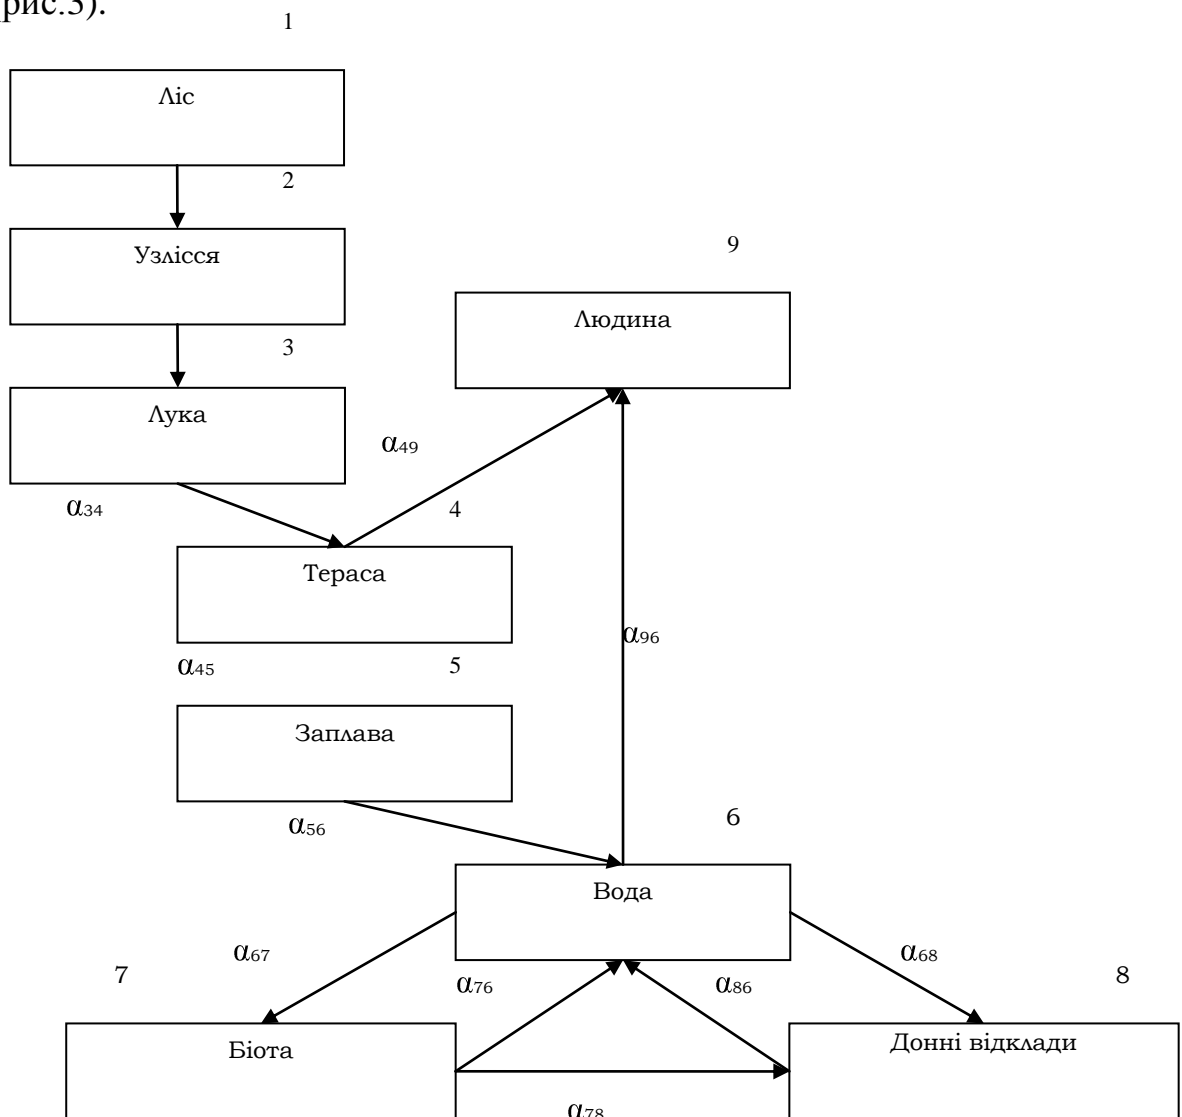 рис.3).
1
Ліс
2
Узлісся
9
Людина
3
Лука
α49
α34
4
Тераса
α96
α45
5
Заплава
α56
6
Вода
α67
α68
7
α76
α86
8
Біота
Донні відклади
α78